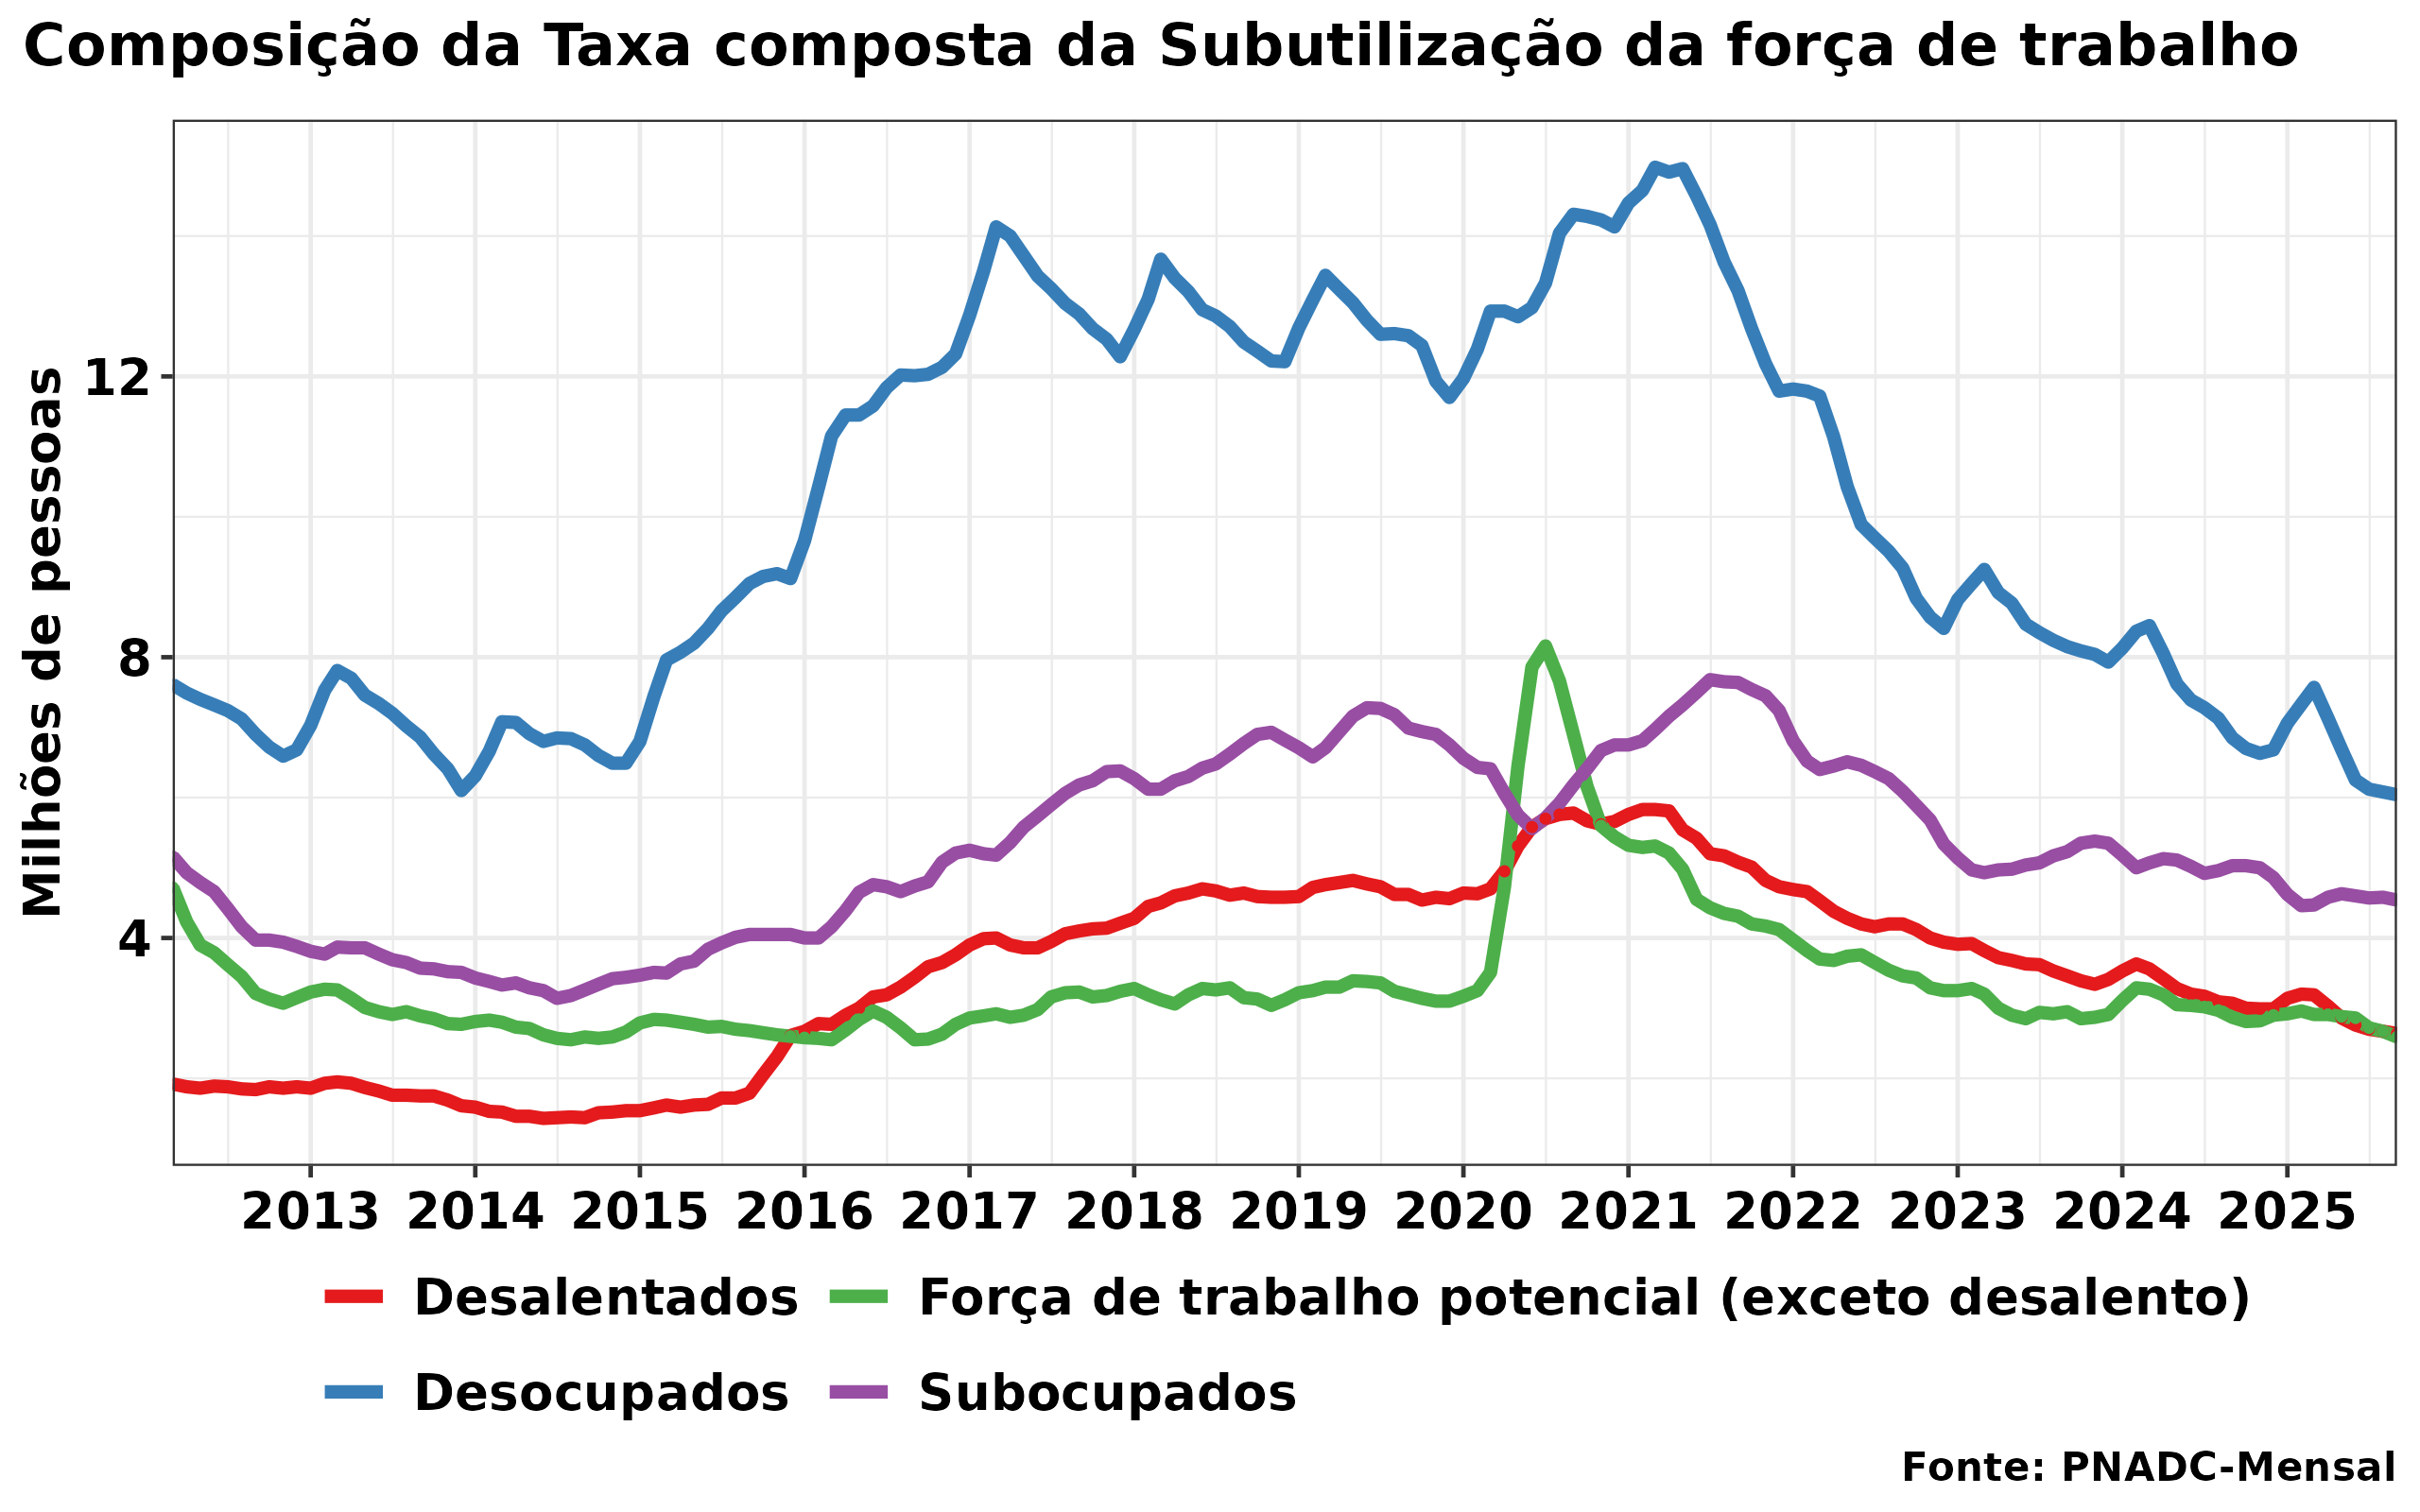 Composição da Taxa composta da Subutilização da força de trabalho
Milhões de pessoas
12
8
4
2013 2014 2015 2016 2017 2018 2019 2020 2021 2022 2023 2024 2025
Desalentados Força de trabalho potencial (exceto desalento)
Desocupados Subocupados
Fonte: PNADC-Mensal